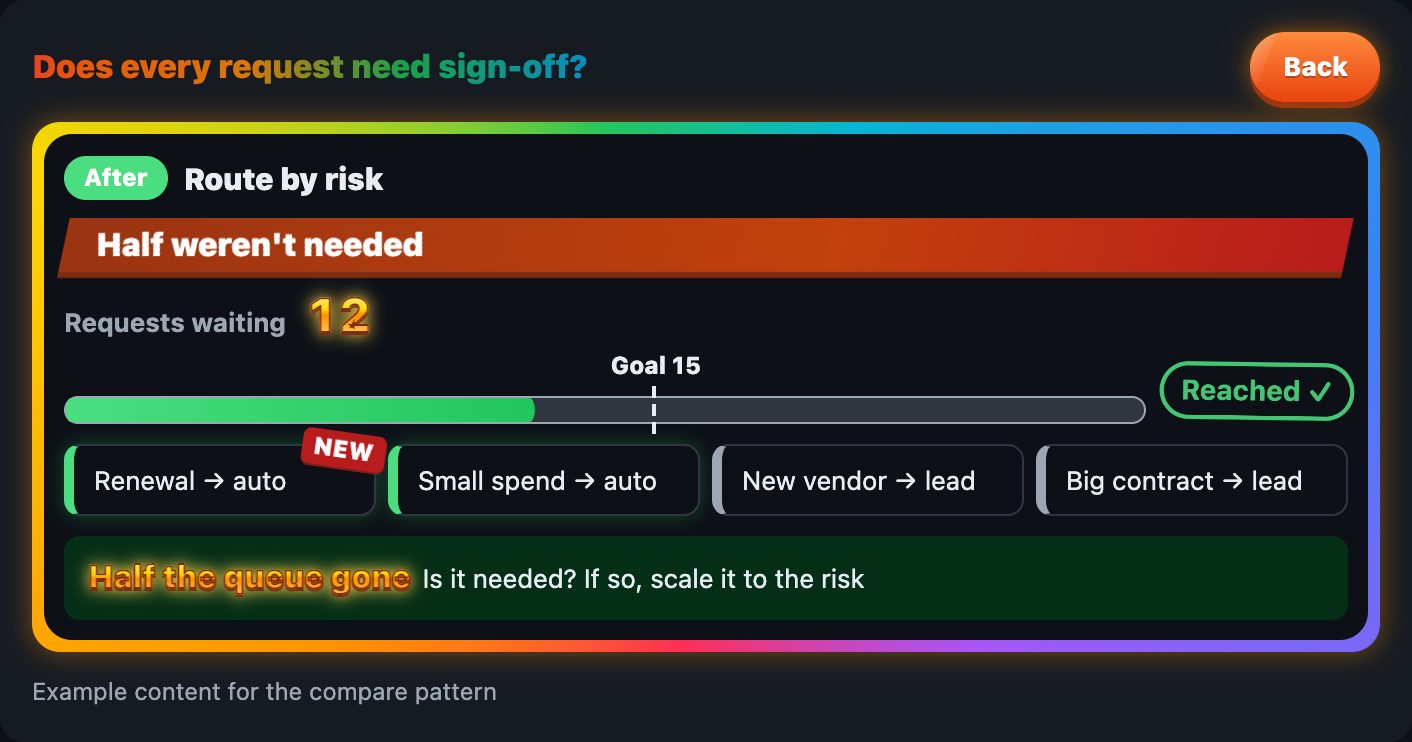 Does every request need sign-off?
Back
After
Route by risk
Half weren't needed
Requests waiting 12
Goal 15
Reached ✓
NEW
Renewal → auto
Small spend → auto
New vendor → lead
Big contract → lead
Half the queue gone Is it needed? If so, scale it to the risk
Example content for the compare pattern